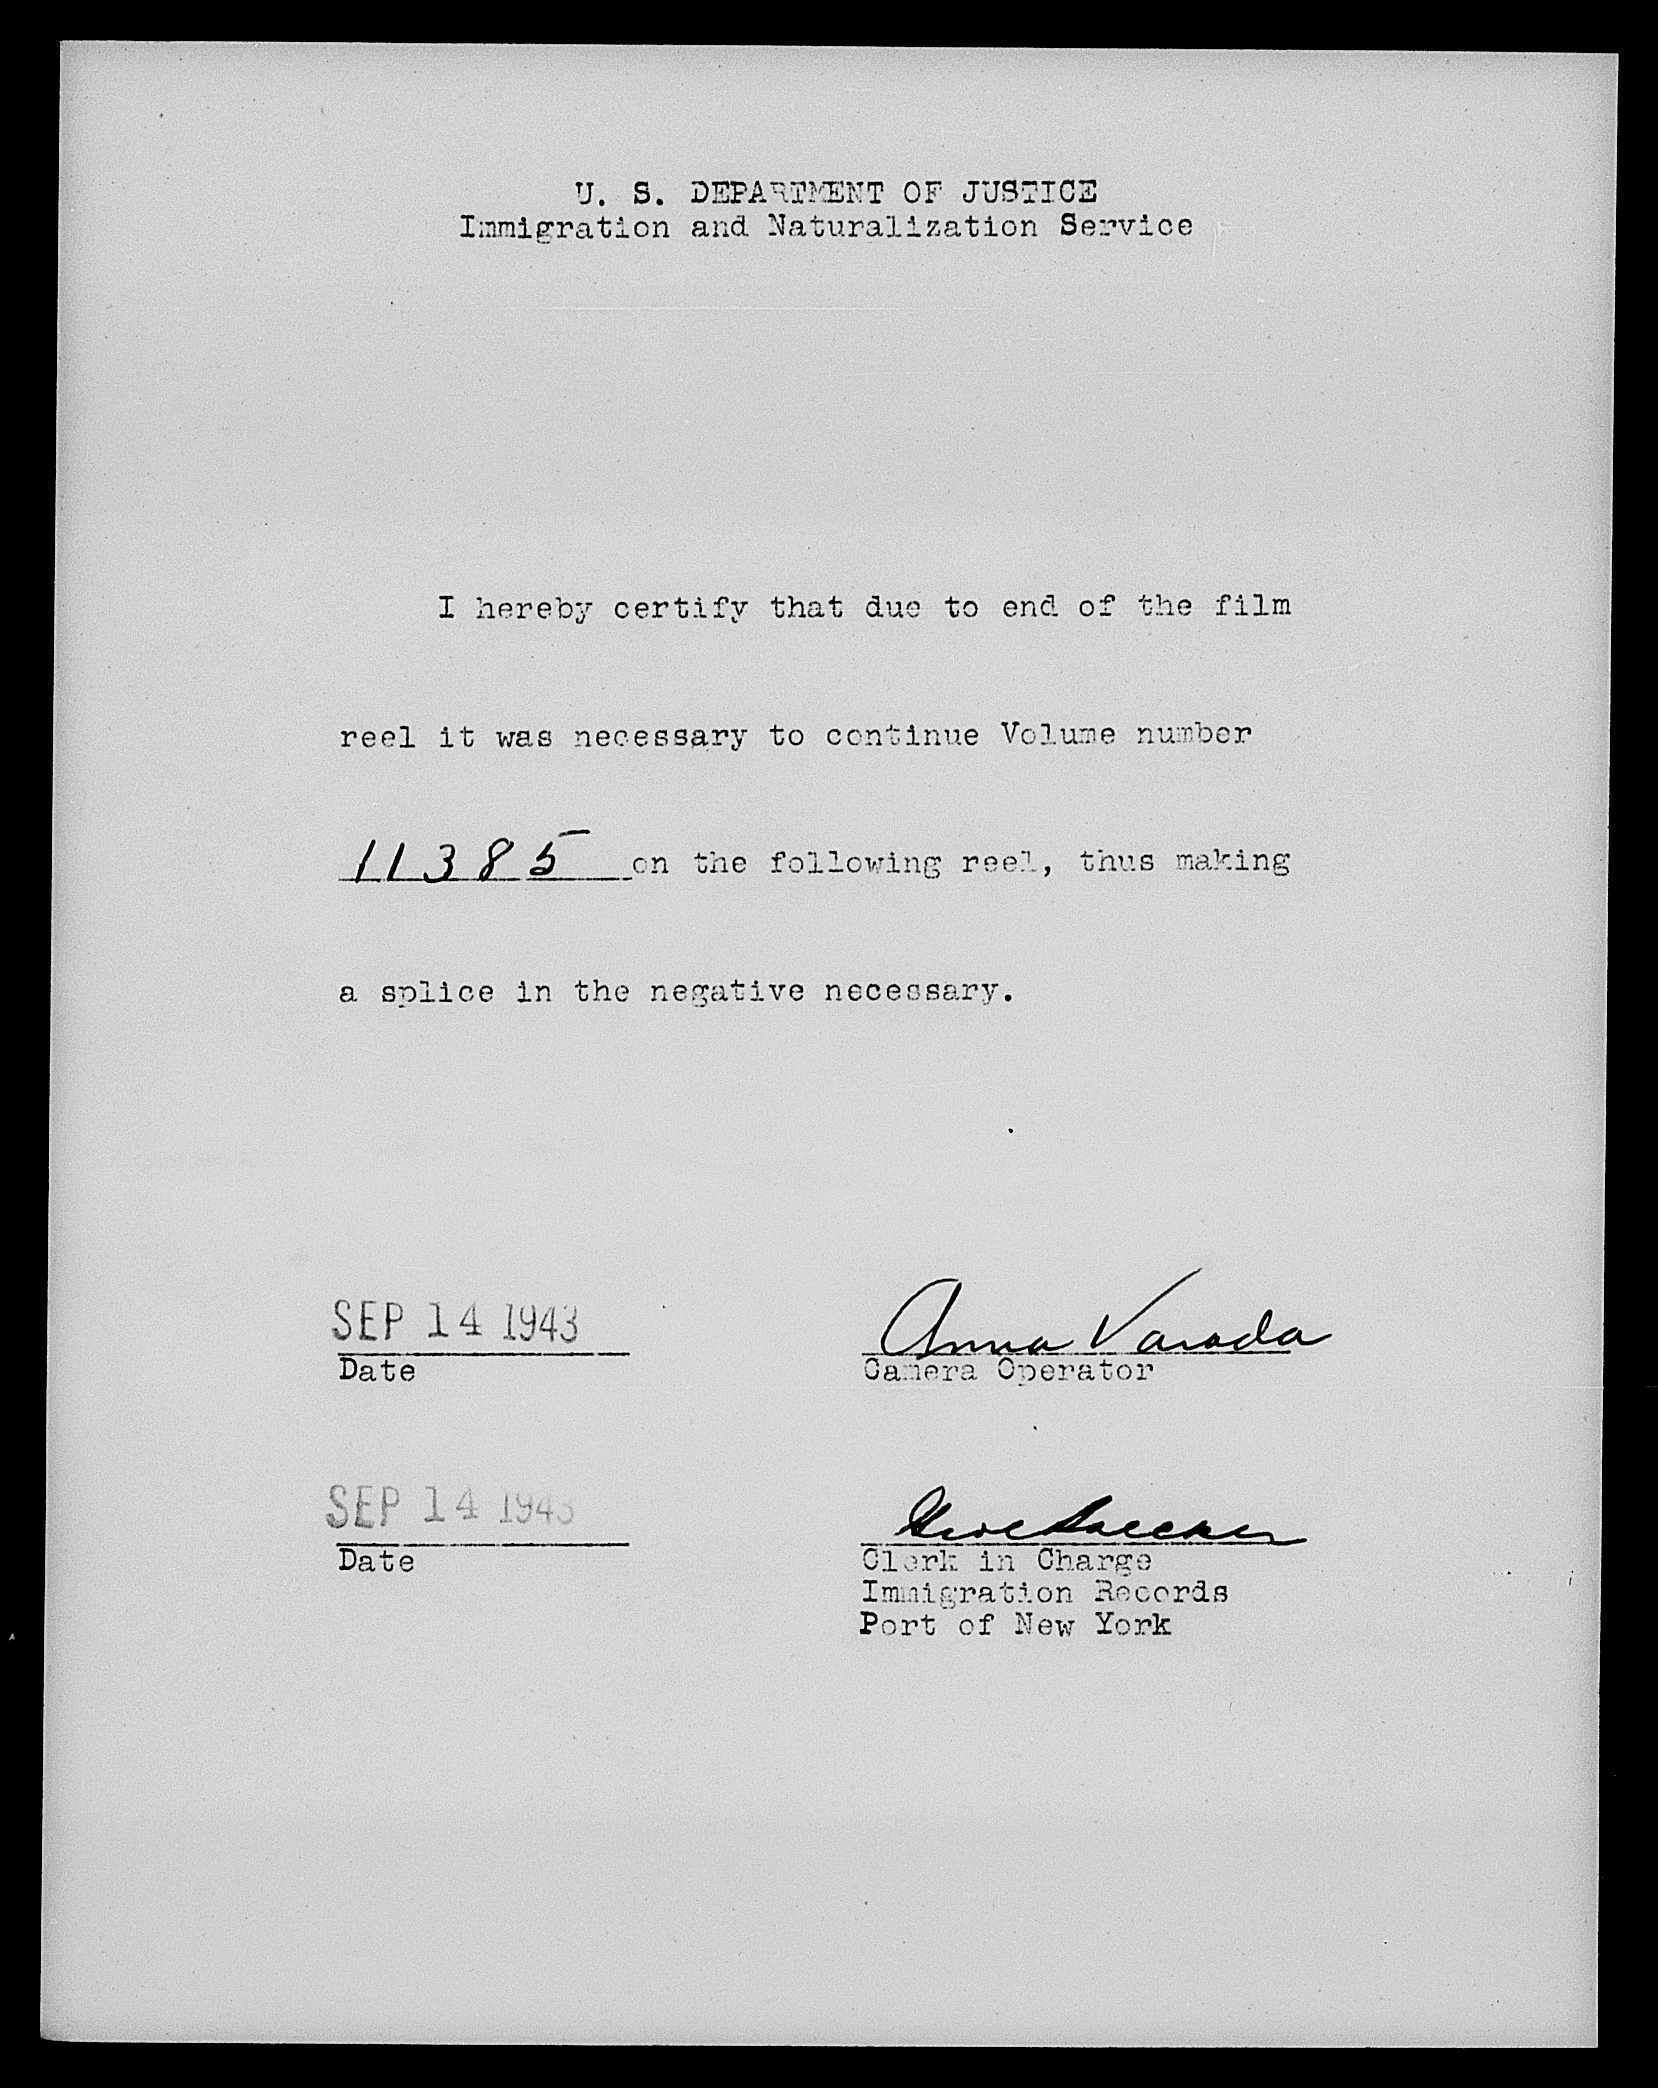 U. S. DEPARTMENT OF JUSTICE
Immigration and Naturalization Service
I hereby certify that due to end of the film
reel it was necessary to continue Volume number
11385 on the following reel, thus making
a splice in the negative necessary.
SEP 14 1943
Anna Varada
Date
Camera Operator
SEP 14 1943
Date
Clerk in Charge
Immigration Records
Port of New York